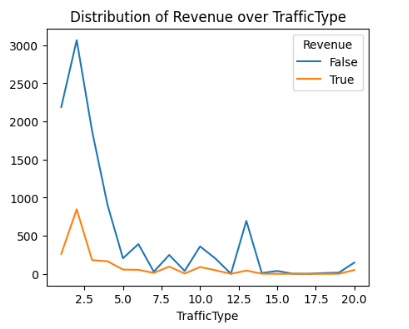 Distribution of Revenue over TrafficType
Revenue
False
True
3000
2500
2000
1500
1000
500
0
2.5 5.0 7.5 10.0 12.5 15.0 17.5 20.0
TrafficType